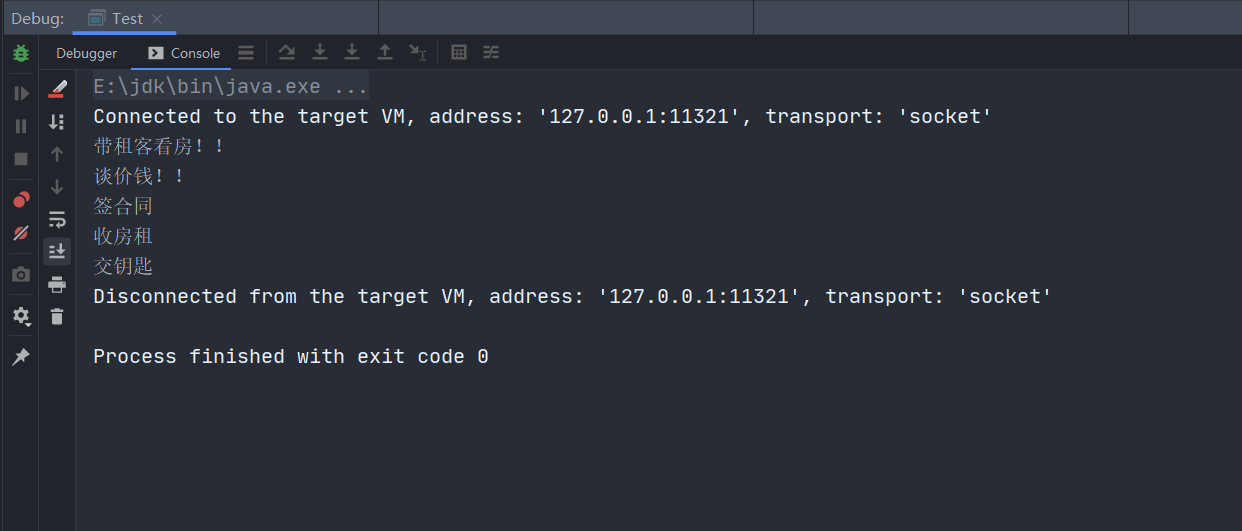 Debug: Test
Debugger Console
E:\jdk\bin\java.exe ...
Connected to the target VM, address: '127.0.0.1:11321', transport: 'socket'
带租客看房！！
谈价钱！！
签合同
收房租
交钥匙
Disconnected from the target VM, address: '127.0.0.1:11321', transport: 'socket'
Process finished with exit code 0